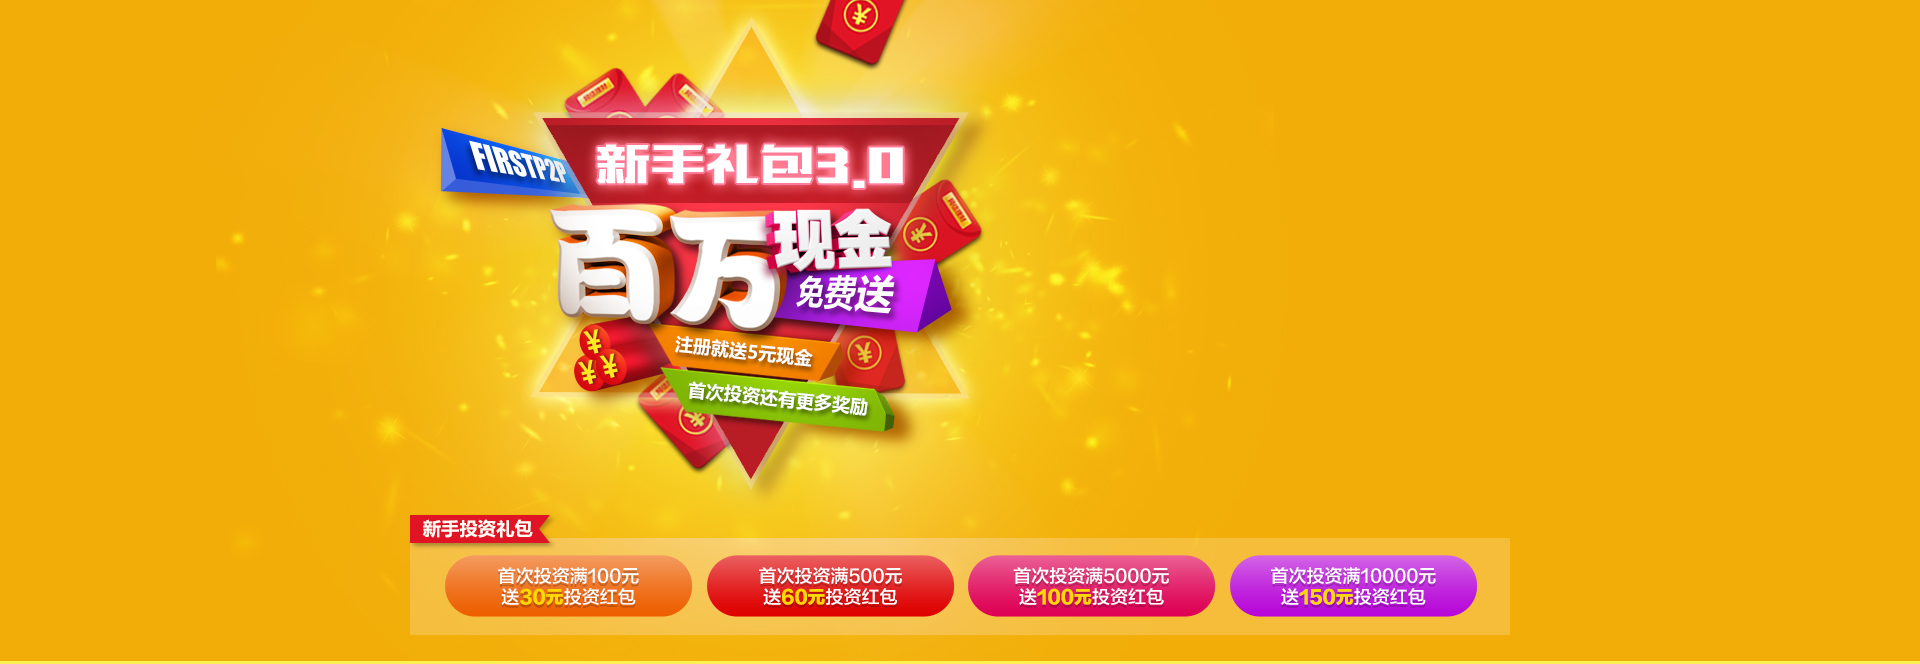 FIRSTP2P
新手礼包3.0
百万现金
免费送
注册就送5元现金
首次投资还有更多奖励
新手投资礼包
首次投资满100元
送30元投资红包
首次投资满500元
送60元投资红包
首次投资满5000元
送100元投资红包
首次投资满10000元
送150元投资红包